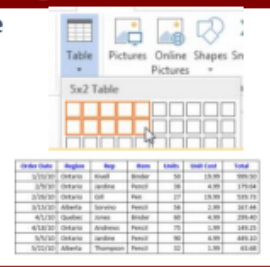 e
Table Pictures Online Shapes Sn
Pictures
5x2 Table
Order Date Region Rep Item Units Unit Cost Total
1/23/10 Ontario Kivell Binder 50 19.99 999.50
2/9/10 Ontario Jardine Pencil 36 4.99 179.64
2/26/10 Ontario Gill Pen 27 19.99 539.73
3/15/10 Alberta Sorvino Pencil 56 2.99 167.44
4/1/10 Quebec Jones Binder 60 4.99 299.40
4/18/10 Ontario Andrews Pencil 75 1.99 149.25
5/5/10 Ontario Jardine Pencil 90 4.99 449.10
5/22/10 Alberta Thompson Pencil 32 1.99 63.68